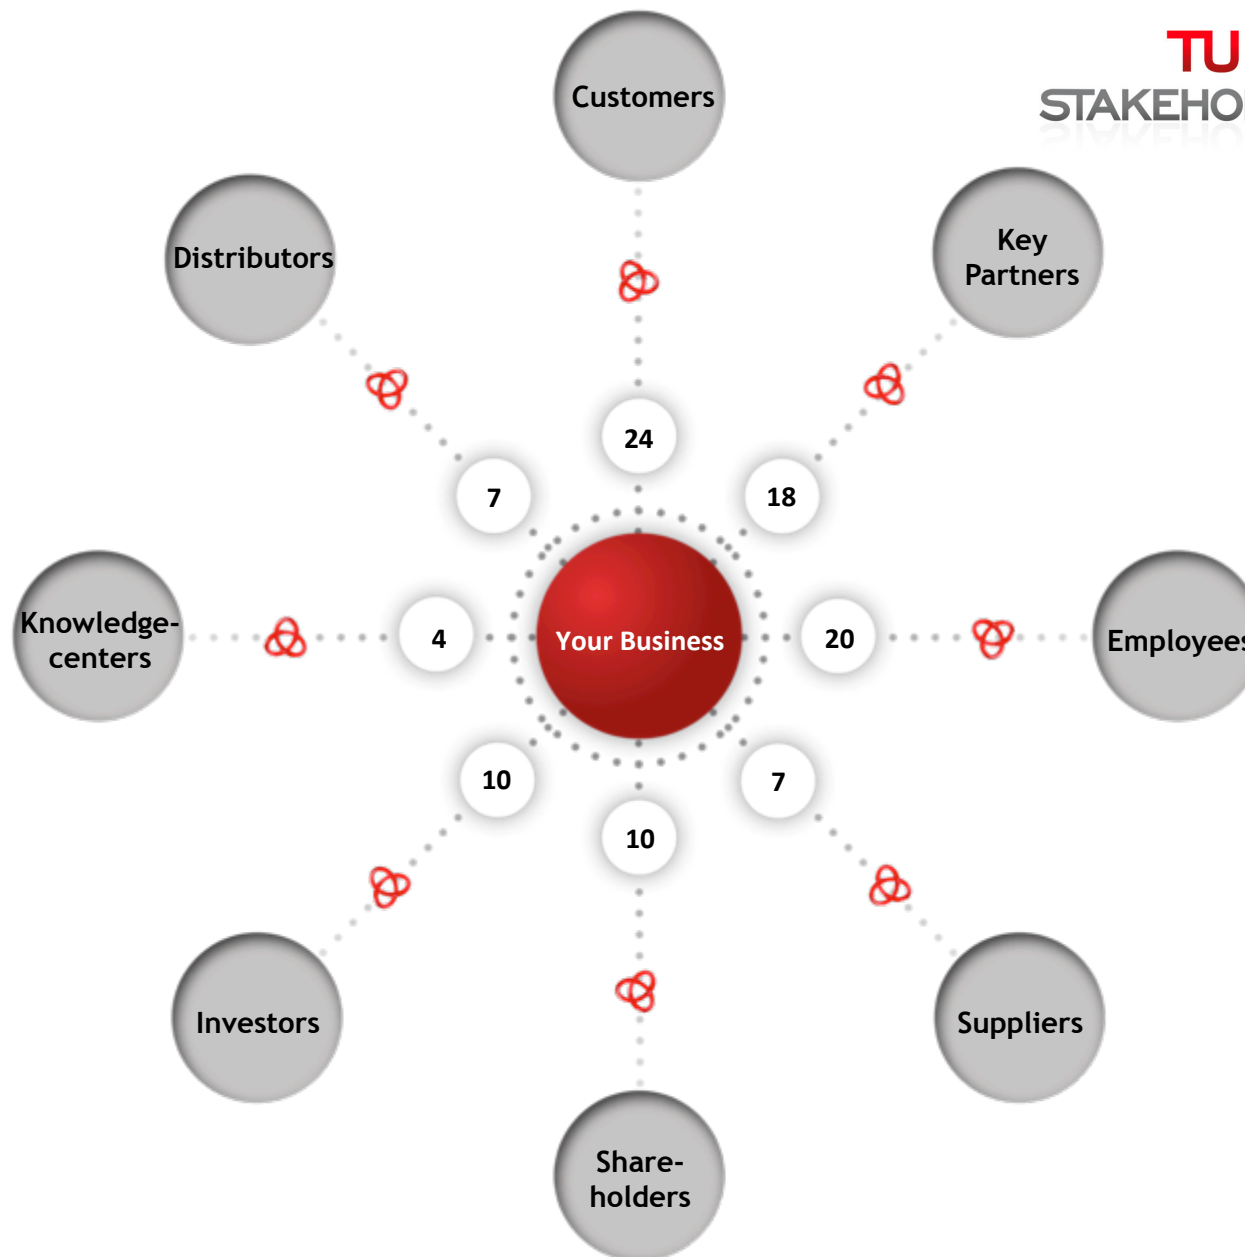 TU
STAKEHO
Customers
Key
Partners
Distributors
24
18
7
Knowledge-
centers
4
Your Business
20
Employees
10
7
10
Investors
Suppliers
Share-
holders